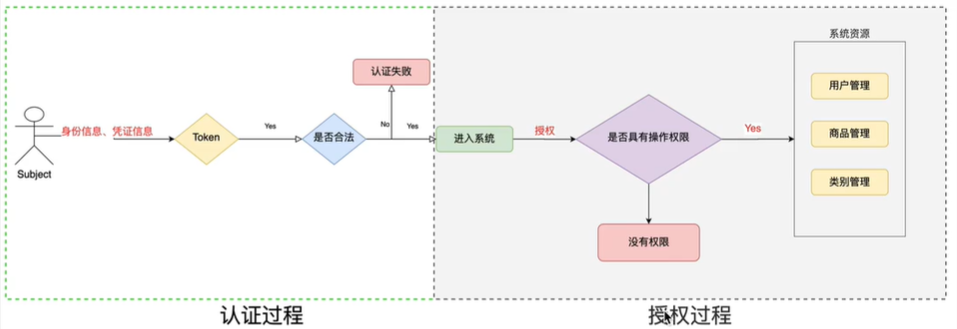 系统资源
认证失败
用户管理
身份信息、凭证信息
Token
Yes
是否合法
No
Yes
进入系统
授权
是否具有操作权限
Yes
商品管理
Subject
类别管理
没有权限
认证过程
授权过程